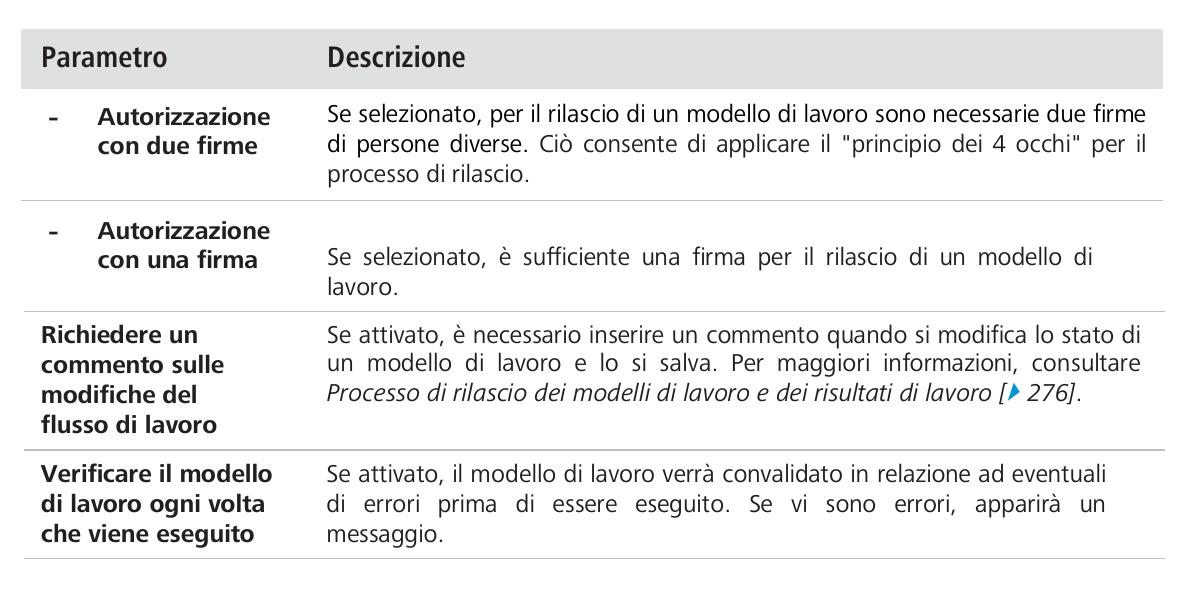 Parametro Descrizione
- Autorizzazione
con due firme
Se selezionato, per il rilascio di un modello di lavoro sono necessarie due firme
di persone diverse. Ciò consente di applicare il "principio dei 4 occhi" per il
processo di rilascio.
- Autorizzazione
con una firma
Se selezionato, è sufficiente una firma per il rilascio di un modello di
lavoro.
Richiedere un
commento sulle
modifiche del
flusso di lavoro
Se attivato, è necessario inserire un commento quando si modifica lo stato di
un modello di lavoro e lo si salva. Per maggiori informazioni, consultare
Processo di rilascio dei modelli di lavoro e dei risultati di lavoro [ 276].
Verificare il modello
di lavoro ogni volta
che viene eseguito
Se attivato, il modello di lavoro verrà convalidato in relazione ad eventuali
di errori prima di essere eseguito. Se vi sono errori, apparirà un
messaggio.